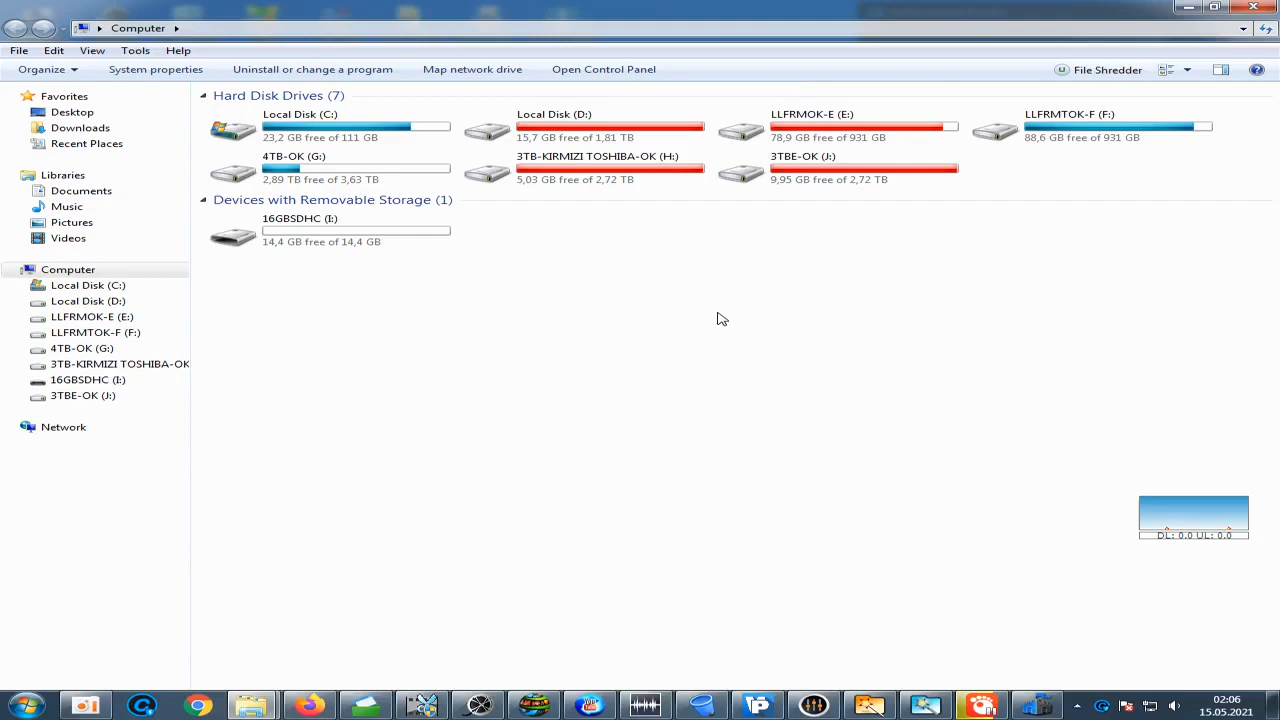 Computer
File Edit View Tools Help
Organize System properties Uninstall or change a program Map network drive Open Control Panel File Shredder
Favorites
Desktop
Downloads
Recent Places
Libraries
Documents
Music
Pictures
Videos
Computer
Local Disk (C:)
Local Disk (D:)
LLFRMOK-E (E:)
LLFRMTOK-F (F:)
4TB-OK (G:)
3TB-KIRMIZI TOSHIBA-OK
16GBSDHC (I:)
3TBE-OK (J:)
Network
Hard Disk Drives (7)
Local Disk (C:)
23,2 GB free of 111 GB
Local Disk (D:)
15,7 GB free of 1,81 TB
LLFRMOK-E (E:)
78,9 GB free of 931 GB
LLFRMTOK-F (F:)
88,6 GB free of 931 GB
4TB-OK (G:)
2,89 TB free of 3,63 TB
3TB-KIRMIZI TOSHIBA-OK (H:)
5,03 GB free of 2,72 TB
3TBE-OK (J:)
9,95 GB free of 2,72 TB
Devices with Removable Storage (1)
16GBSDHC (I:)
14,4 GB free of 14,4 GB
DL: 0.0 UL: 0.0
02:06
15.05.2021